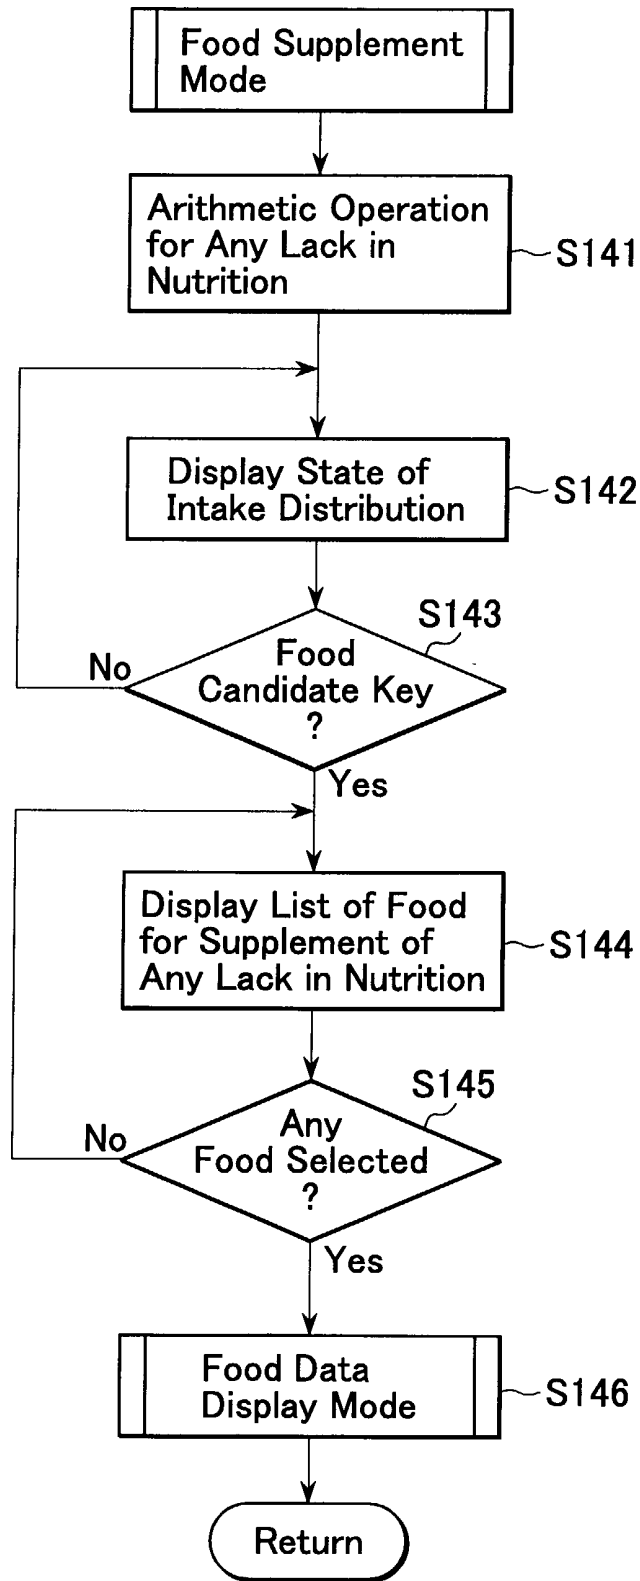 Food Supplement
Mode
Arithmetic Operation
for Any Lack in
Nutrition
S141
Display State of
Intake Distribution
S142
S143
Food
Candidate Key
?
No
Yes
Display List of Food
for Supplement of
Any Lack in Nutrition
S144
S145
Any
Food Selected
?
No
Yes
Food Data
Display Mode
S146
Return